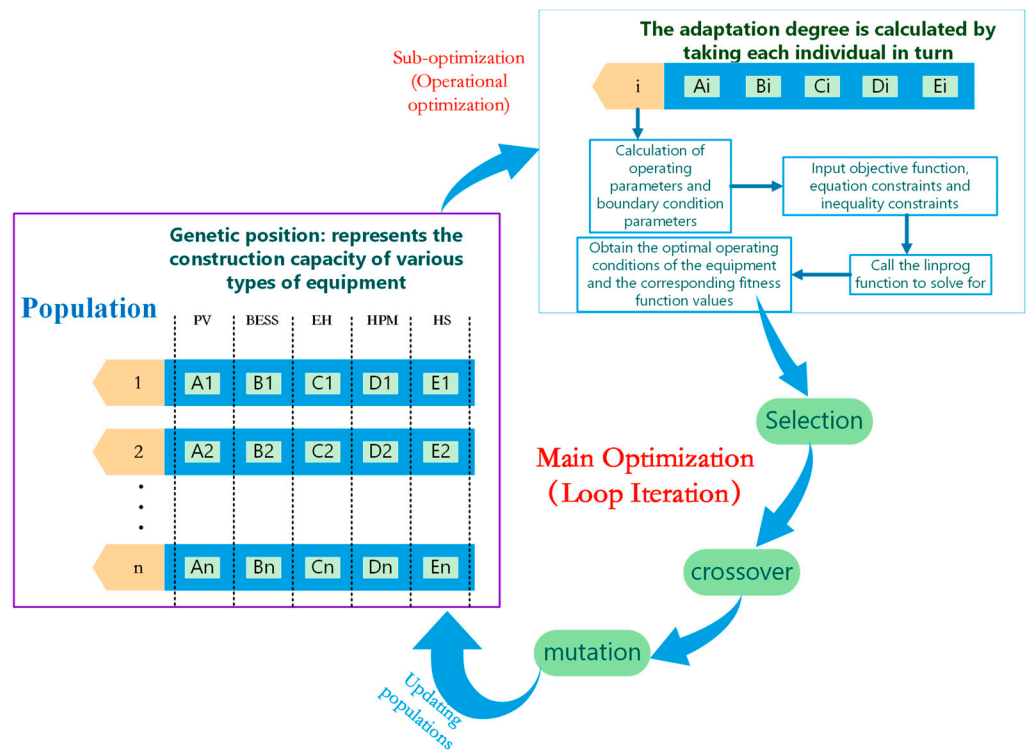 Sub-optimization
(Operational
optimization)
The adaptation degree is calculated by
taking each individual in turn
i Ai Bi Ci Di Ei
Calculation of
operating
parameters and
boundary condition
parameters
Input objective function,
equation constraints and
inequality constraints
Call the linprog
function to solve for
Obtain the optimal operating
conditions of the equipment
and the corresponding fitness
function values
Genetic position: represents the
construction capacity of various
types of equipment
Population
PV BESS EH HPM HS
1 A1 B1 C1 D1 E1
2 A2 B2 C2 D2 E2
n An Bn Cn Dn En
Selection
Main Optimization
(Loop Iteration)
crossover
mutation
Updating
populations